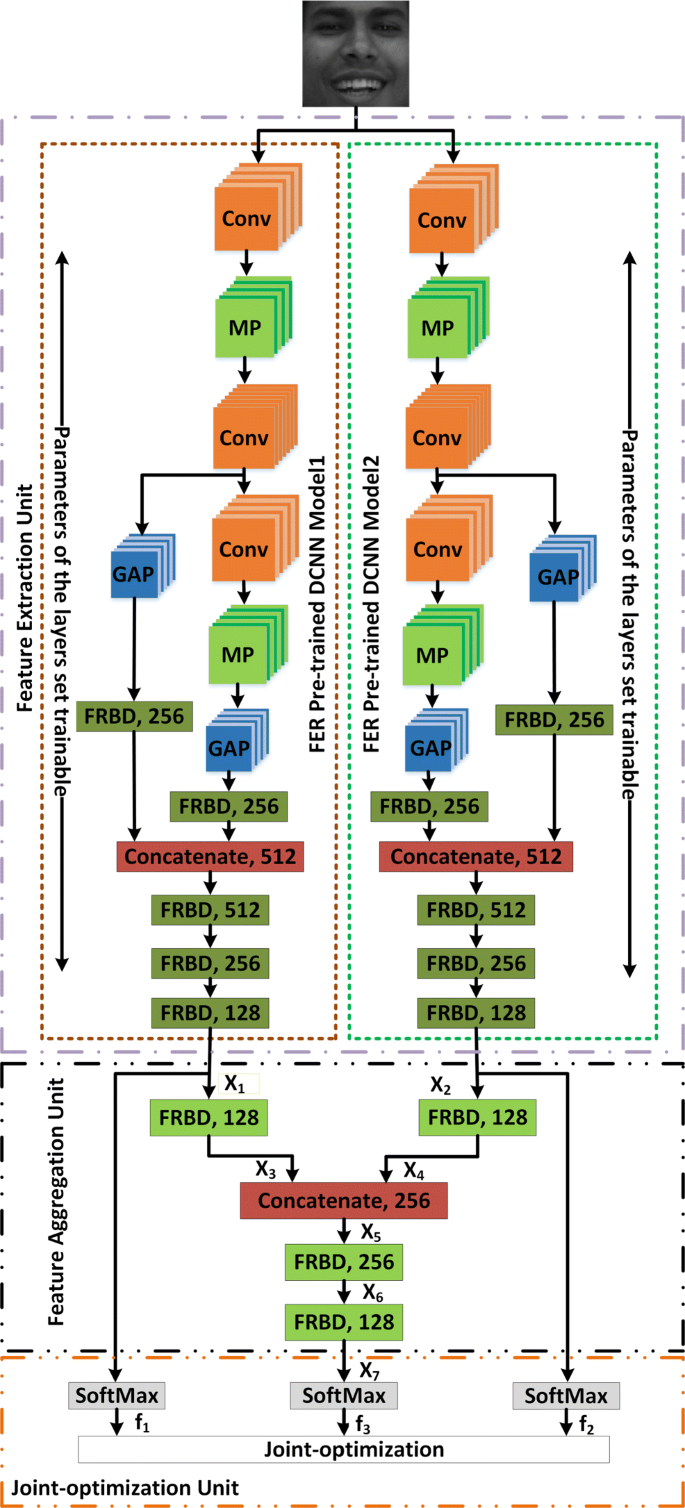 Conv
Conv
MP
MP
Conv
Conv
GAP
Conv
Conv
GAP
MP
MP
FRBD, 256
GAP
GAP
FRBD, 256
FRBD, 256
FRBD, 256
Concatenate, 512
Concatenate, 512
FRBD, 512
FRBD, 512
FRBD, 256
FRBD, 256
FRBD, 128
FRBD, 128
Feature Extraction Unit
Parameters of the layers set trainable
FER Pre-trained DCNN Model1
FER Pre-trained DCNN Model2
Parameters of the layers set trainable
X₁
X₂
FRBD, 128
FRBD, 128
X₃
X₄
Concatenate, 256
X₅
FRBD, 256
X₆
FRBD, 128
Feature Aggregation Unit
X₇
SoftMax
SoftMax
SoftMax
f₁
f₃
f₂
Joint-optimization
Joint-optimization Unit